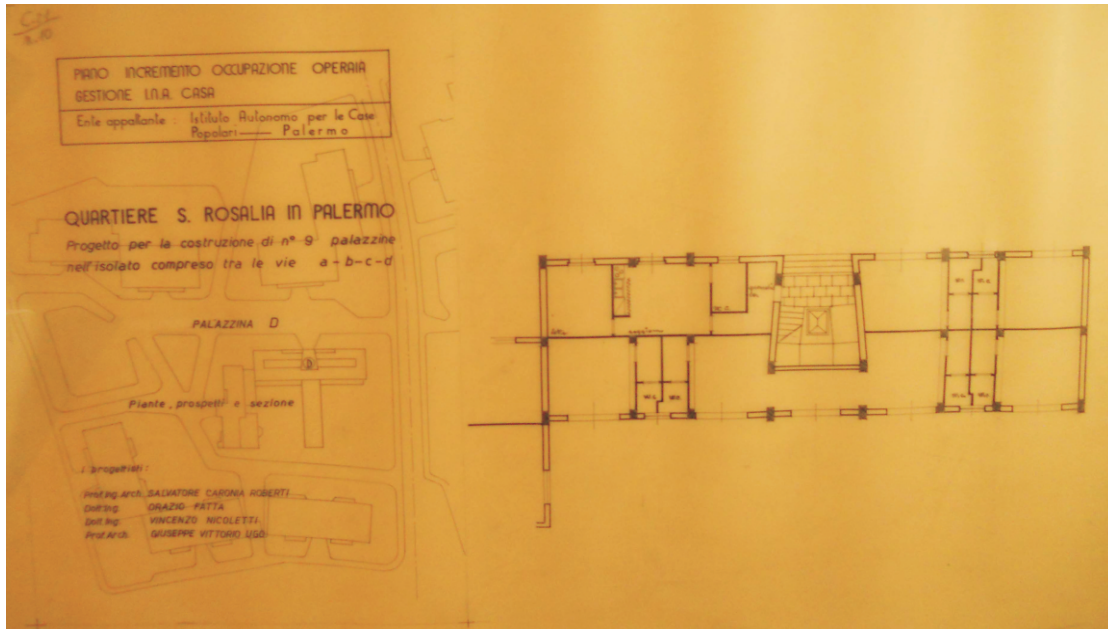 PIANO INCREMENTO OCCUPAZIONE OPERAIA
GESTIONE I.N.A. CASA
Ente appaltante : Istituto Autonomo per le Case
Popolari — Palermo
QUARTIERE S. ROSALIA IN PALERMO
Progetto per la costruzione di n° 9 palazzine
nell'isolato compreso tra le vie a-b-c-d
PALAZZINA D
D
Piante, prospetti e sezione
i progettisti:
Prof. Ing. Arch. SALVATORE CARONIA ROBERTI
Dott. Ing. ORAZIO FATTA
Dott. Ing. VINCENZO NICOLETTI
Prof. Arch. GIUSEPPE VITTORIO UGO